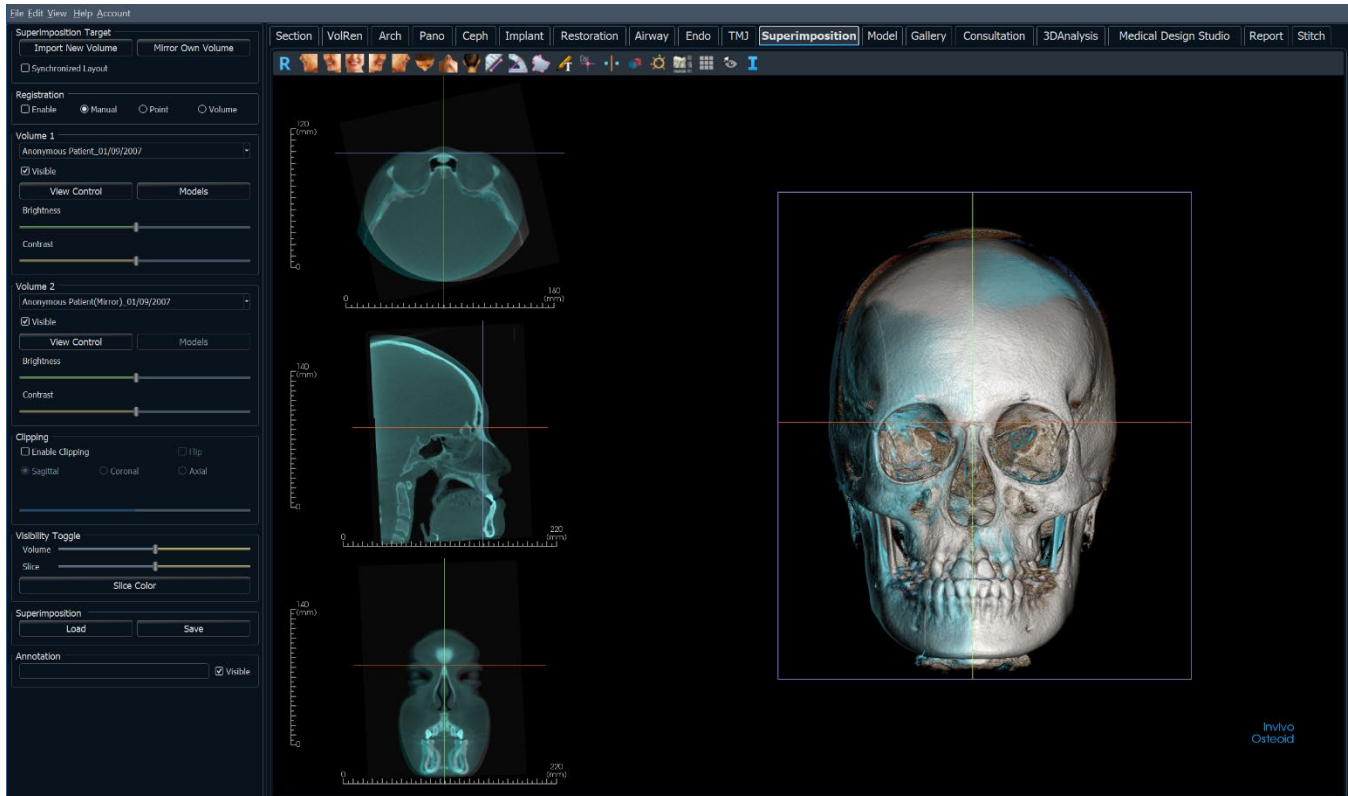 File Edit View Help Account
Superimposition Target
Import New Volume Mirror Own Volume
Synchronized Layout
Registration
Enable Manual Point Volume
Volume 1
Anonymous Patient_01/09/2007
Visible
View Control Models
Brightness
Contrast
Volume 2
Anonymous Patient(Mirror)_01/09/2007
Visible
View Control Models
Brightness
Contrast
Clipping
Enable Clipping Flip
Sagittal Coronal Axial
Visibility Toggle
Volume
Slice
Slice Color
Superimposition
Load Save
Annotation
Visible
Section VolRen Arch Pano Ceph Implant Restoration Airway Endo TMJ Superimposition Model Gallery Consultation 3DAnalysis Medical Design Studio Report Stitch
R T I
120
(mm)
0
0 160
(mm)
140
(mm)
0
0 220
(mm)
140
(mm)
0
0 220
(mm)
Invivo
Osteoid